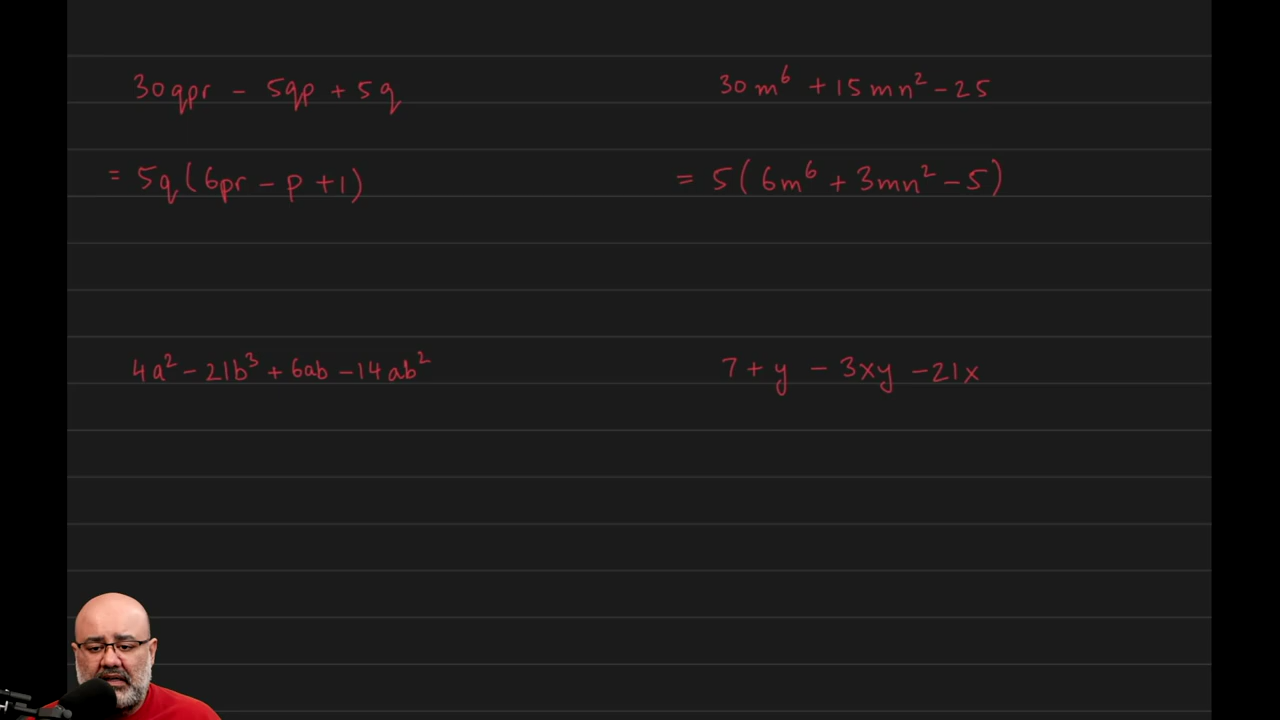 30qpr - 5qp + 5q
= 5q(6pr - p + 1)
30m⁶ + 15mn² - 25
= 5(6m⁶ + 3mn² - 5)
4a² - 21b³ + 6ab - 14ab²
7 + y - 3xy - 21x